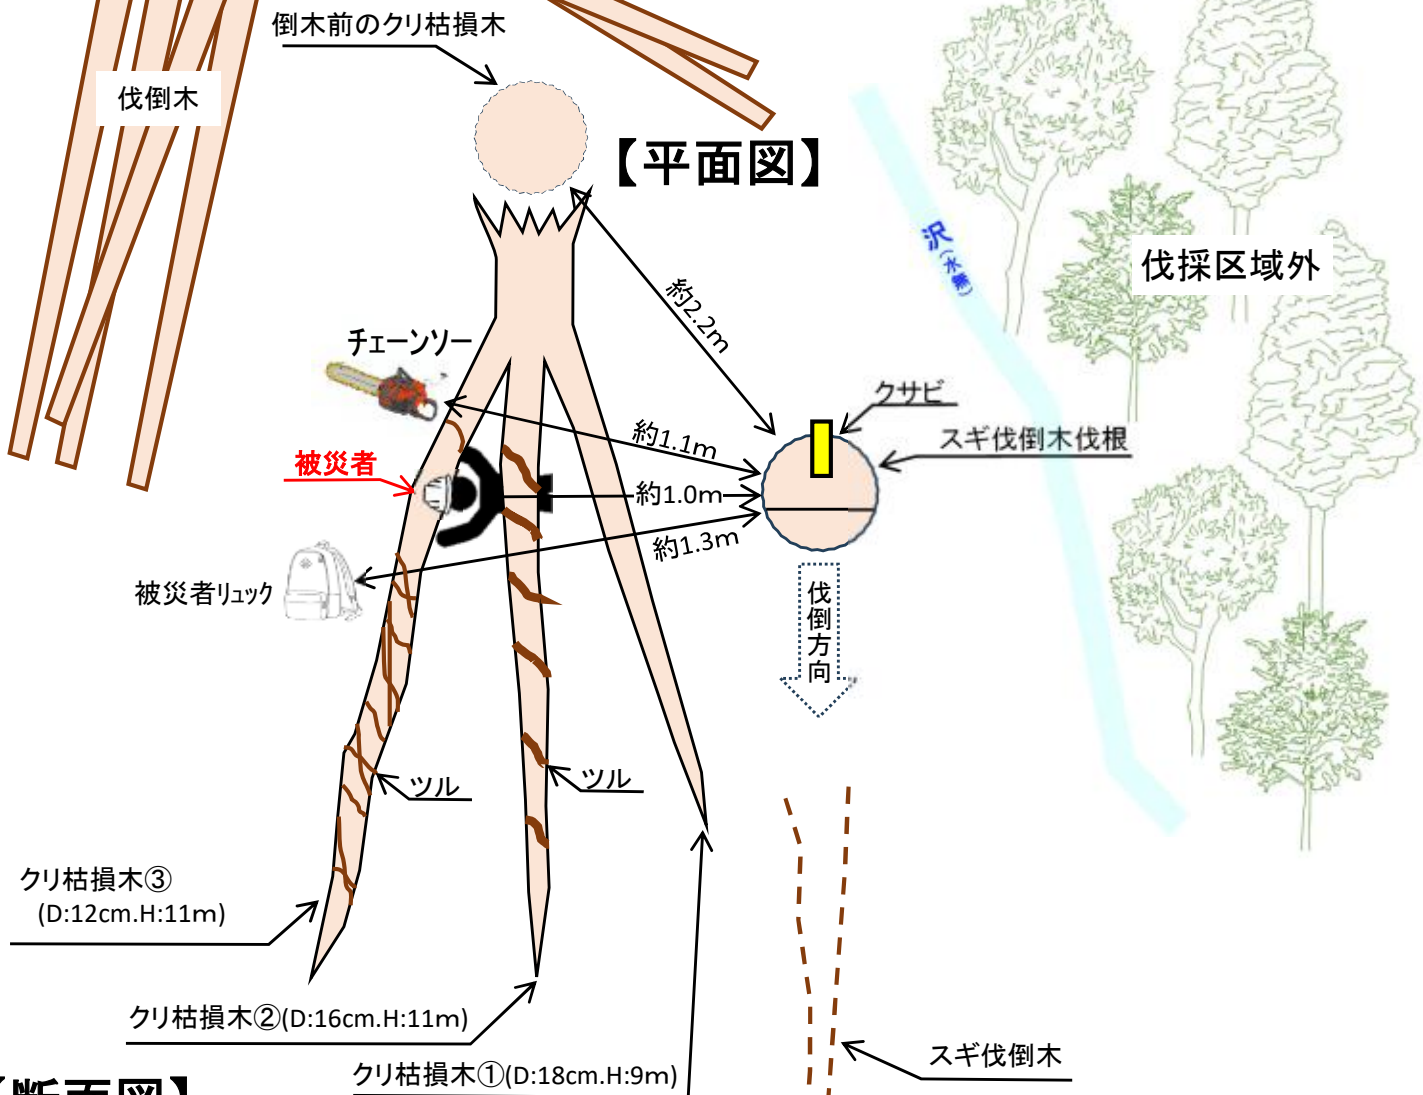 倒木前のクリ枯損木
伐倒木
【平面図】
沢
(水無)
伐採区域外
約2.2m
チェーンソー
クサビ
約1.1m
スギ伐倒木伐根
被災者
約1.0m
約1.3m
被災者リュック
伐倒方向
ツル
ツル
クリ枯損木③
(D:12cm.H:11m)
クリ枯損木②(D:16cm.H:11m)
スギ伐倒木
クリ枯損木①(D:18cm.H:9m)
【断面図】